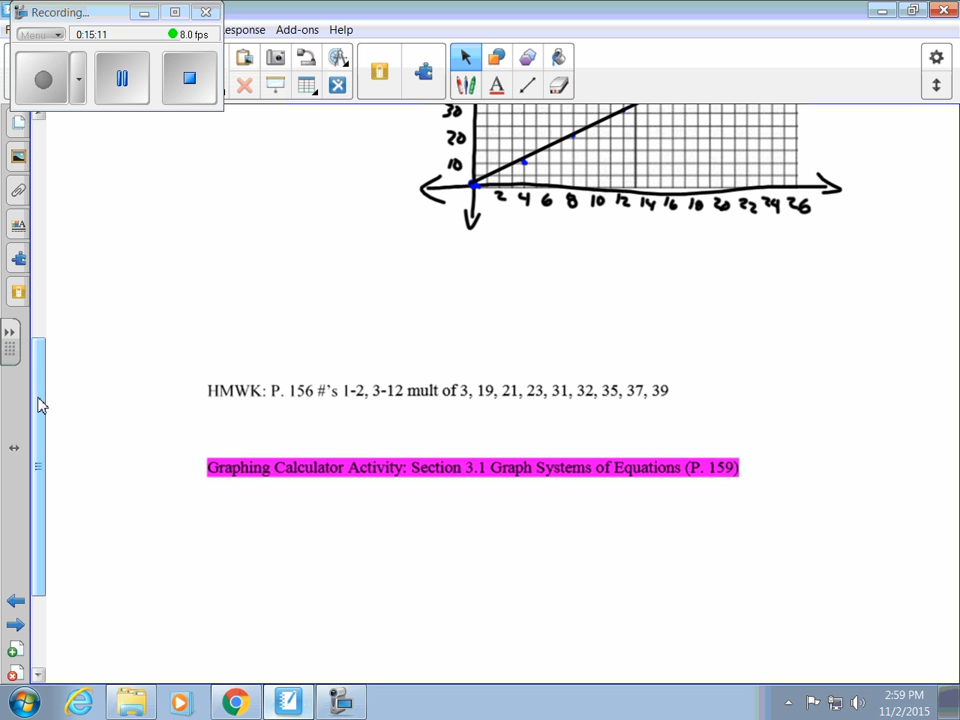 Recording...
Menu 0:15:11 8.0 fps
esponse Add-ons Help
30
20
10
2 4 6 8 10 12 14 16 18 20 22 24 26
HMWK: P. 156 #'s 1-2, 3-12 mult of 3, 19, 21, 23, 31, 32, 35, 37, 39
Graphing Calculator Activity: Section 3.1 Graph Systems of Equations (P. 159)
2:59 PM
11/2/2015